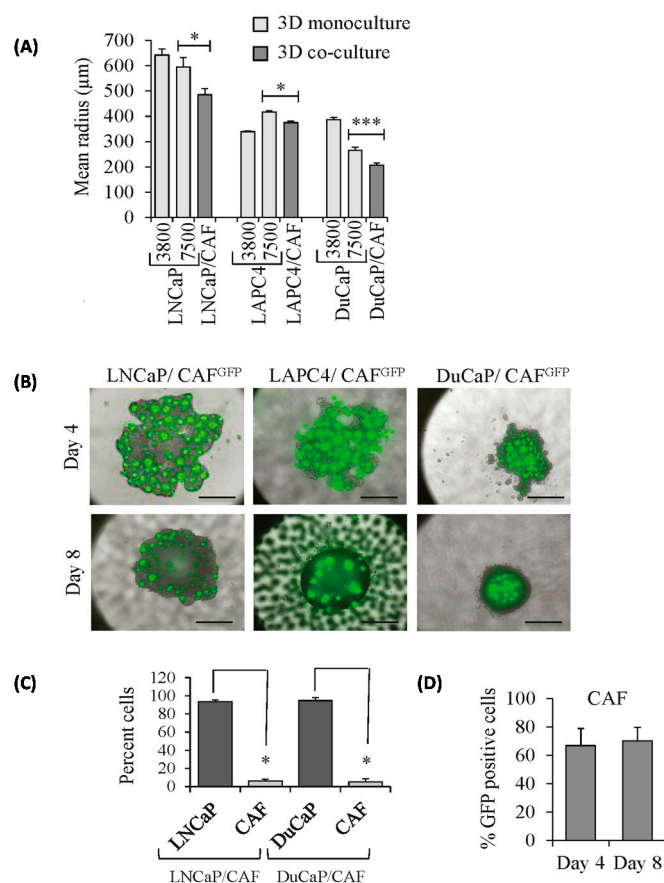 (A)
3D monoculture
3D co-culture
Mean radius (µm)
700
600
500
400
300
200
100
0
*
*
***
3800
7500
LNCaP
LNCaP/CAF
3800
7500
LAPC4
LAPC4/CAF
3800
7500
DuCaP
DuCaP/CAF
(B)
LNCaP/ CAFGFP
LAPC4/ CAFGFP
DuCaP/ CAFGFP
Day 4
Day 8
(C)
Percent cells
120
100
80
60
40
20
0
*
*
LNCaP
CAF
DuCaP
CAF
LNCaP/CAF
DuCaP/CAF
(D)
CAF
% GFP positive cells
100
80
60
40
20
0
Day 4
Day 8